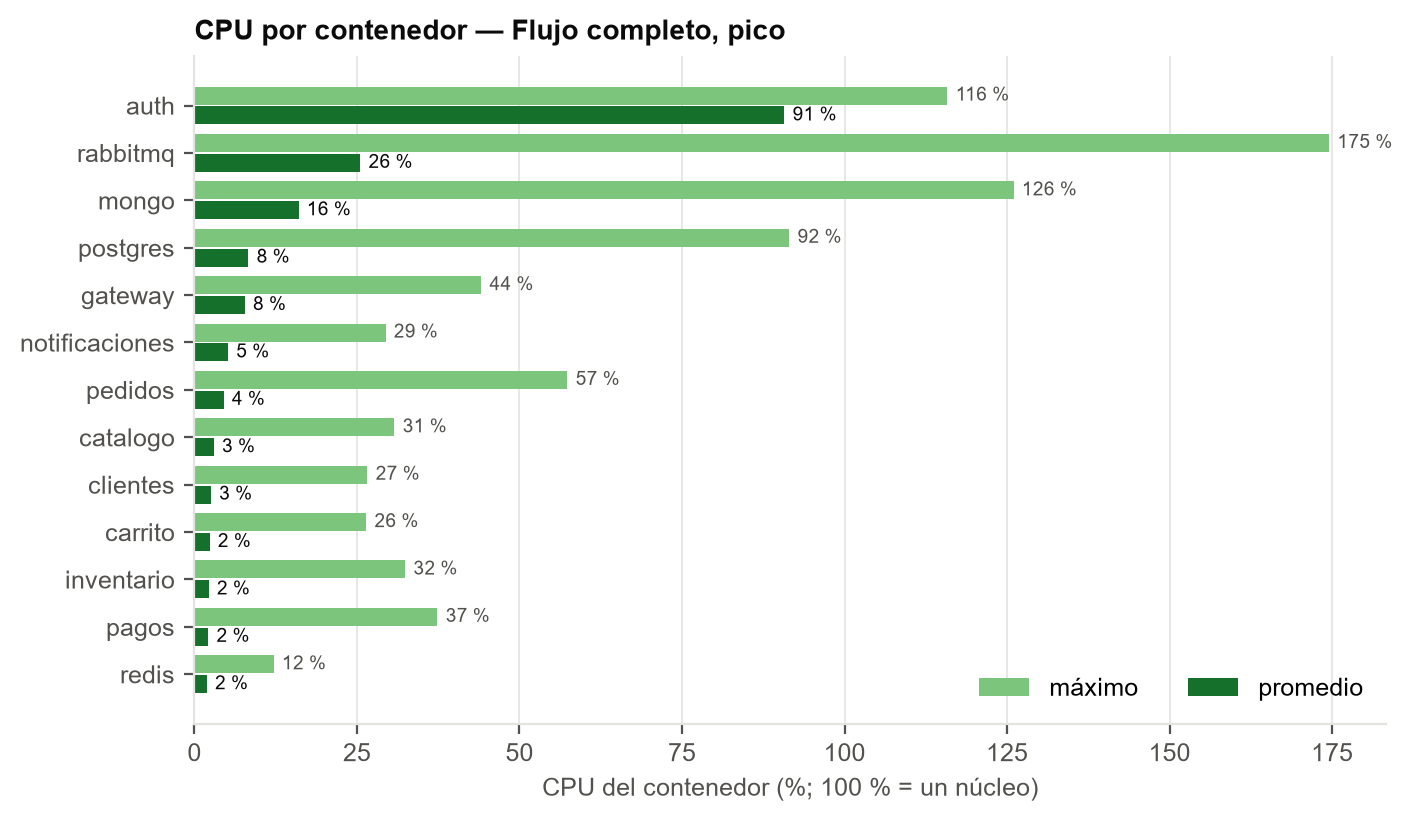 CPU por contenedor — Flujo completo, pico
auth
116 %
91 %
rabbitmq
175 %
26 %
mongo
126 %
16 %
postgres
92 %
8 %
gateway
44 %
8 %
notificaciones
29 %
5 %
pedidos
57 %
4 %
catalogo
31 %
3 %
clientes
27 %
3 %
carrito
26 %
2 %
inventario
32 %
2 %
pagos
37 %
2 %
redis
12 %
2 %
máximo promedio
0 25 50 75 100 125 150 175
CPU del contenedor (%; 100 % = un núcleo)